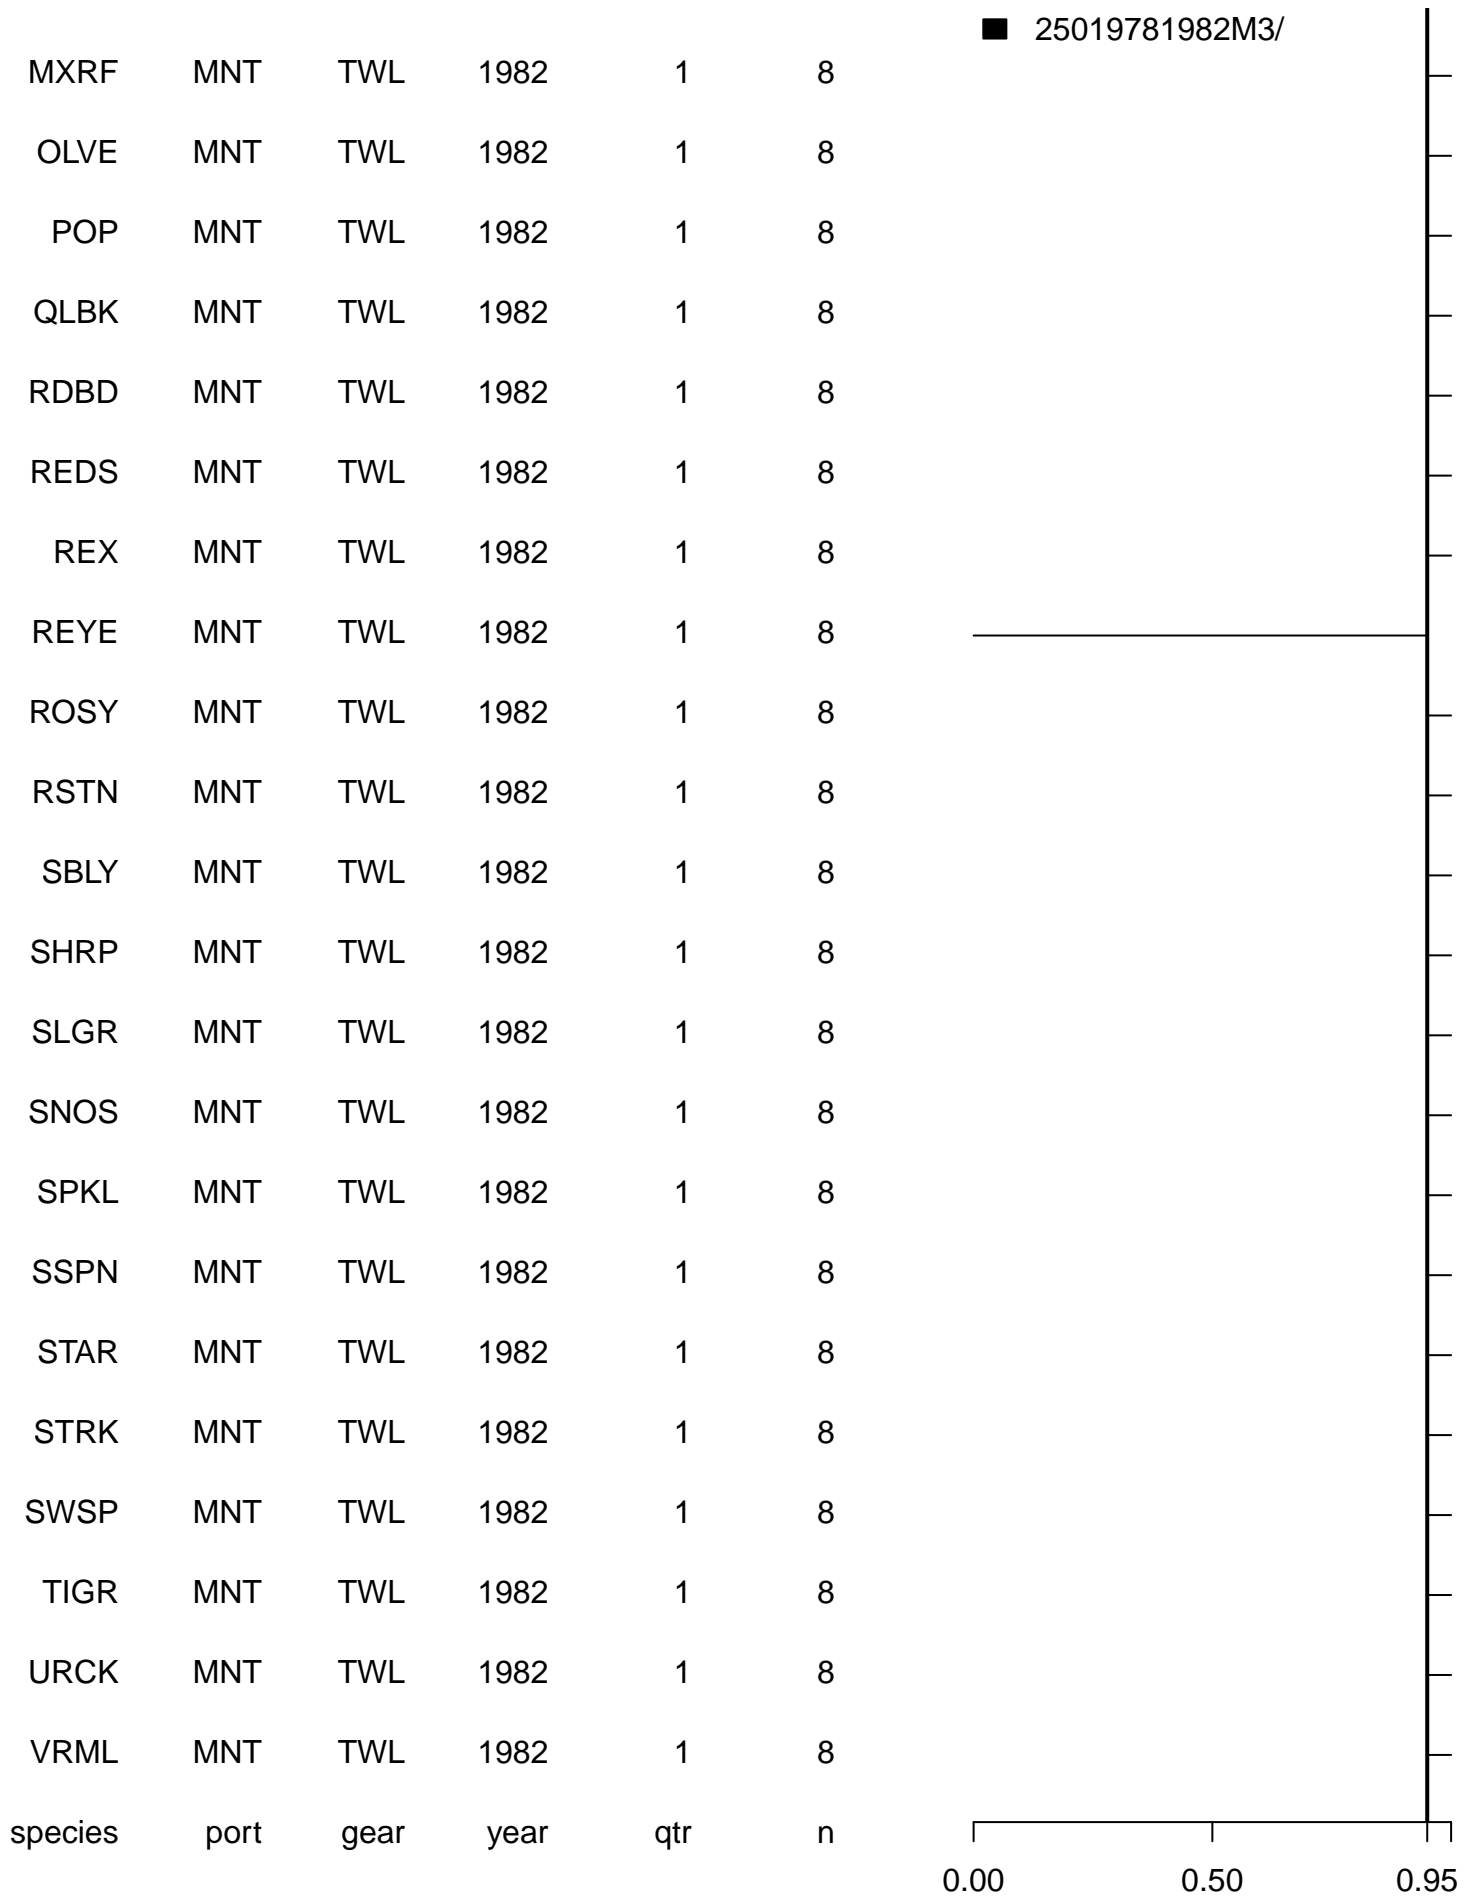 25019781982M3/
MXRF MNT TWL 1982 1 8
OLVE MNT TWL 1982 1 8
POP MNT TWL 1982 1 8
QLBK MNT TWL 1982 1 8
RDBD MNT TWL 1982 1 8
REDS MNT TWL 1982 1 8
REX MNT TWL 1982 1 8
REYE MNT TWL 1982 1 8
ROSY MNT TWL 1982 1 8
RSTN MNT TWL 1982 1 8
SBLY MNT TWL 1982 1 8
SHRP MNT TWL 1982 1 8
SLGR MNT TWL 1982 1 8
SNOS MNT TWL 1982 1 8
SPKL MNT TWL 1982 1 8
SSPN MNT TWL 1982 1 8
STAR MNT TWL 1982 1 8
STRK MNT TWL 1982 1 8
SWSP MNT TWL 1982 1 8
TIGR MNT TWL 1982 1 8
URCK MNT TWL 1982 1 8
VRML MNT TWL 1982 1 8
species port gear year qtr n
0.00 0.50 0.95